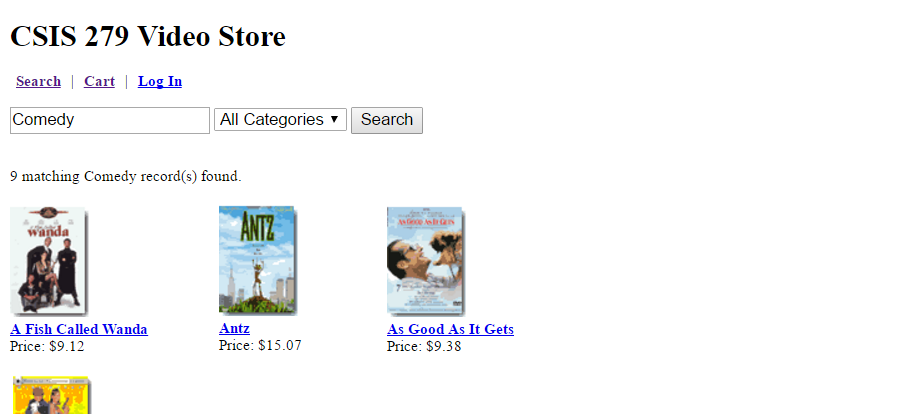 CSIS 279 Video Store
Search | Cart | Log In
Comedy All Categories ▼ Search
9 matching Comedy record(s) found.
wanda
ANTZ
AS GOOD AS IT GETS
A Fish Called Wanda
Antz
As Good As It Gets
Price: $9.12
Price: $15.07
Price: $9.38